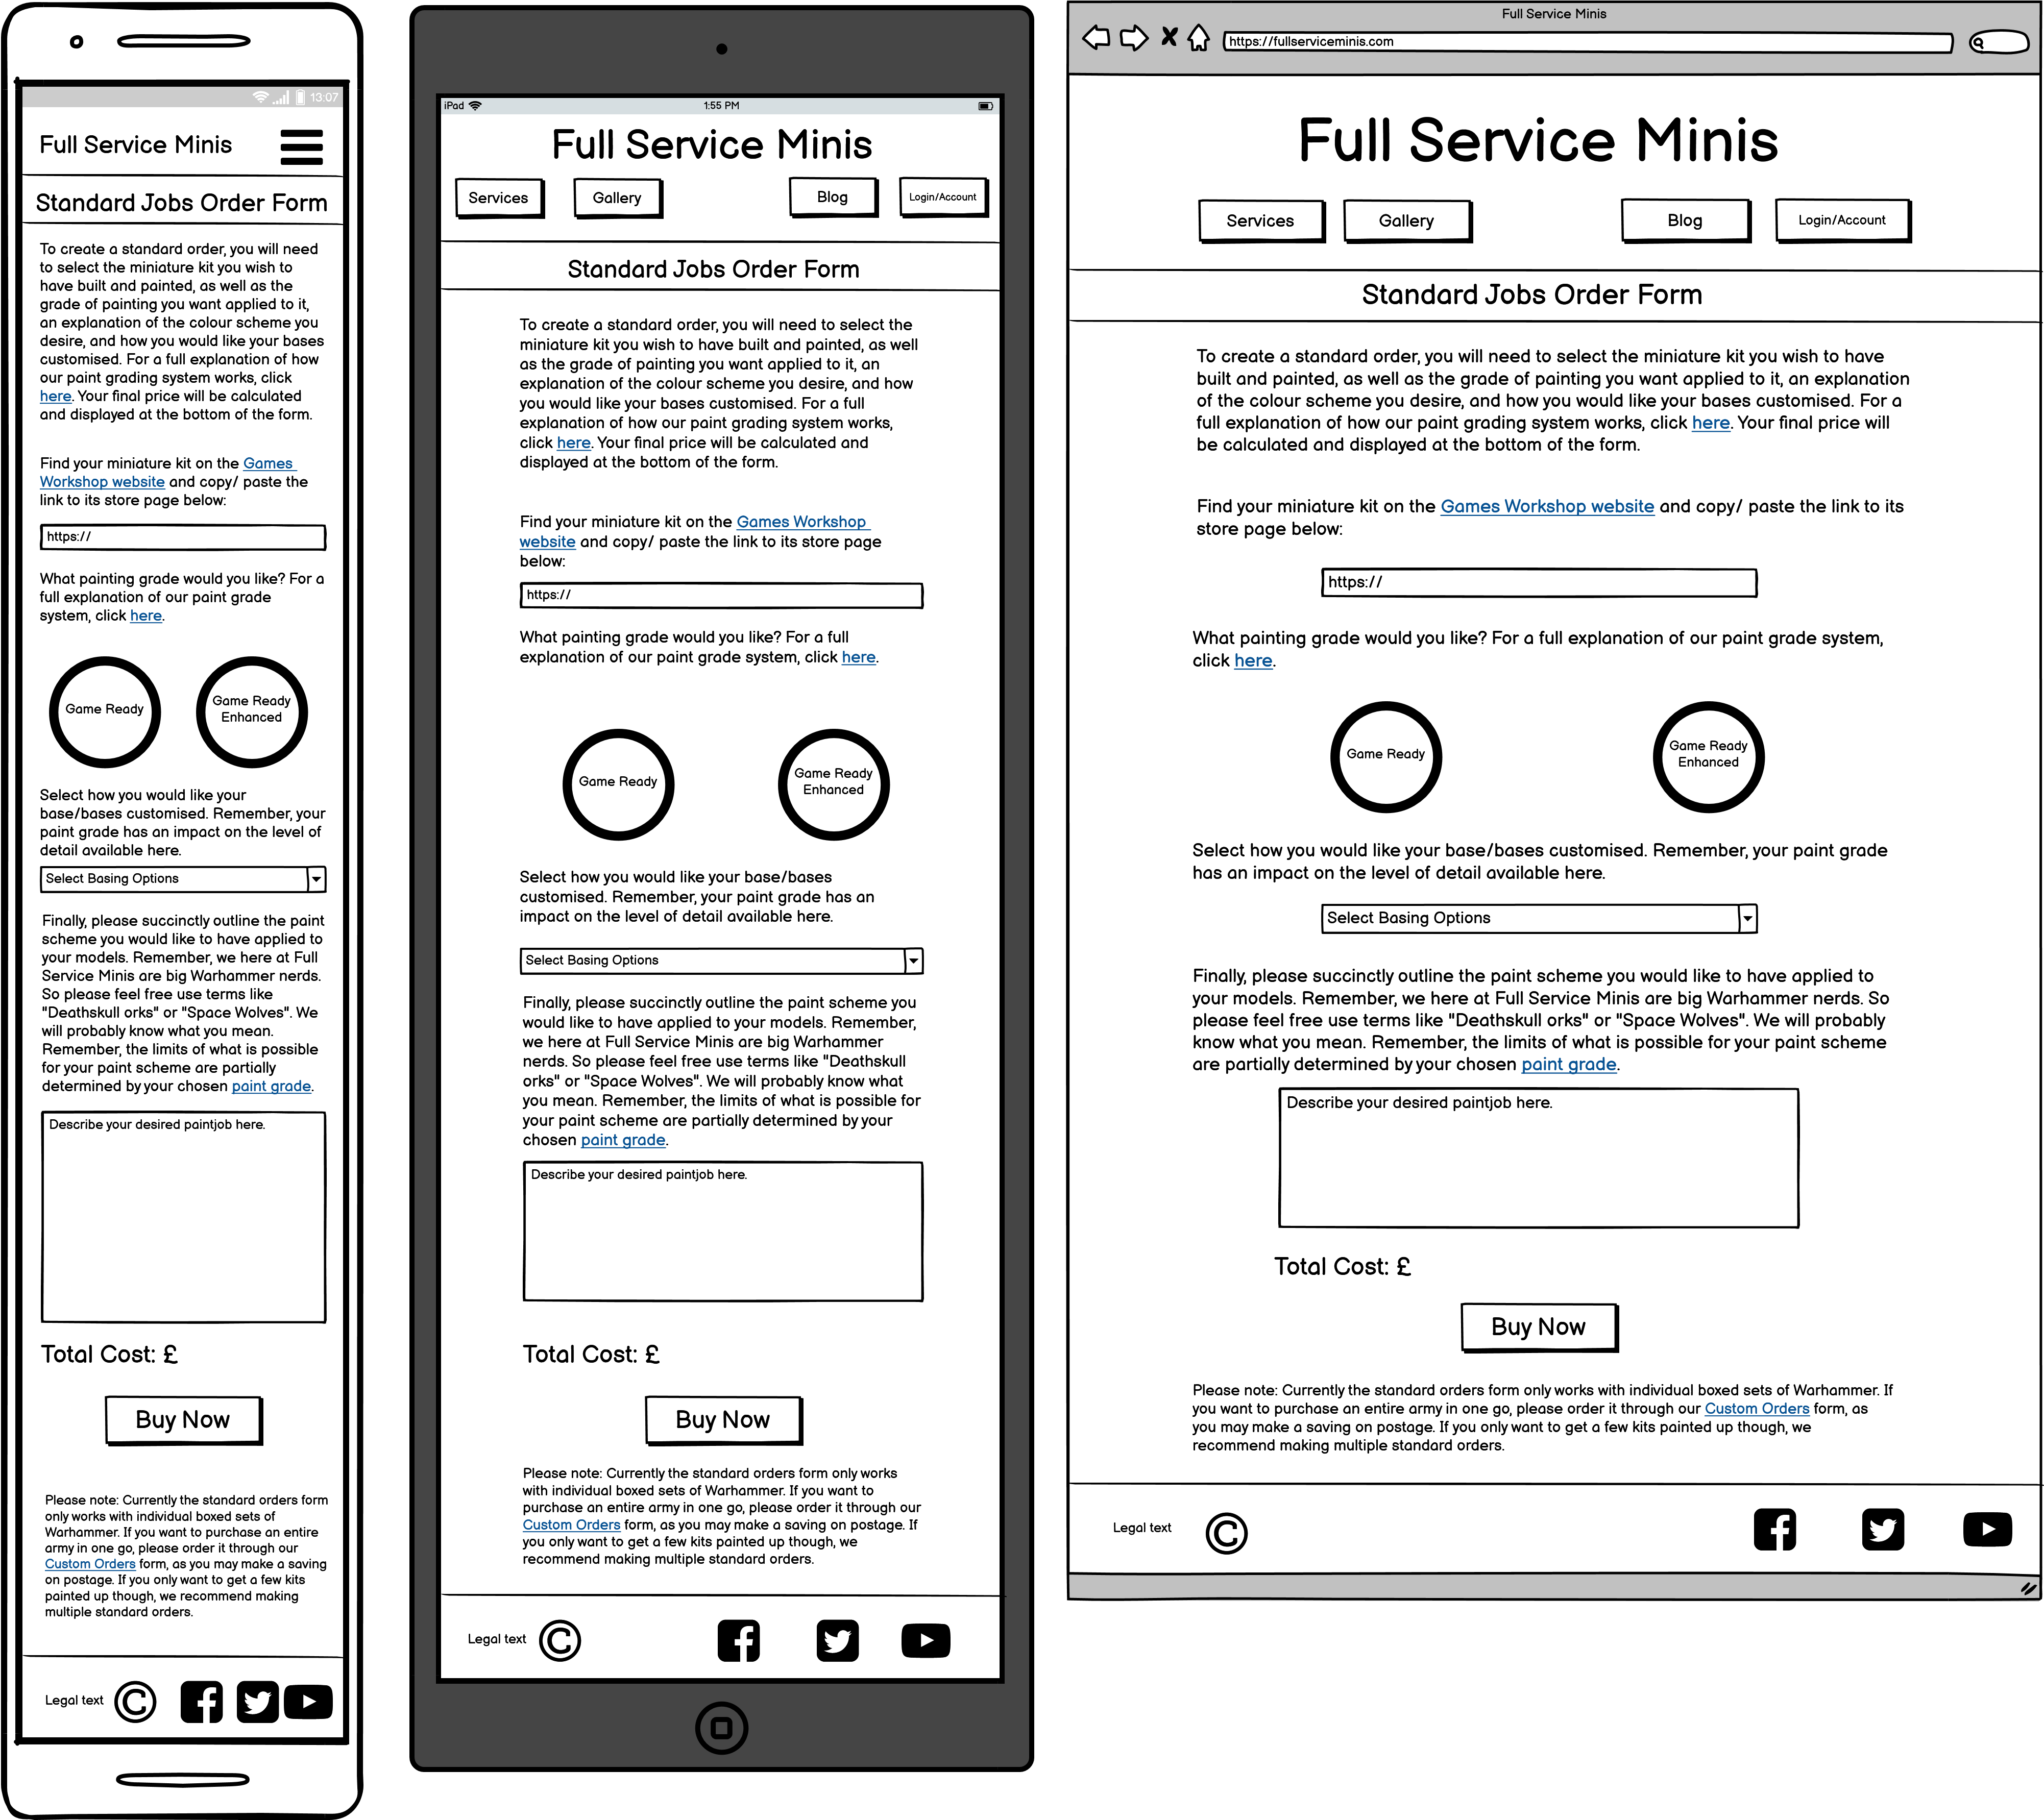 13:07
Full Service Minis
Standard Jobs Order Form
To create a standard order, you will need
to select the miniature kit you wish to
have built and painted, as well as the
grade of painting you want applied to it,
an explanation of the colour scheme you
desire, and how you would like your bases
customised. For a full explanation of how
our paint grading system works, click
here. Your final price will be calculated
and displayed at the bottom of the form.
Find your miniature kit on the Games
Workshop website and copy/ paste the
link to its store page below:
https://
What painting grade would you like? For a
full explanation of our paint grade
system, click here.
Game Ready
Game Ready
Enhanced
Select how you would like your
base/bases customised. Remember, your
paint grade has an impact on the level of
detail available here.
Select Basing Options
Finally, please succinctly outline the paint
scheme you would like to have applied to
your models. Remember, we here at Full
Service Minis are big Warhammer nerds.
So please feel free use terms like
"Deathskull orks" or "Space Wolves". We
will probably know what you mean.
Remember, the limits of what is possible
for your paint scheme are partially
determined by your chosen paint grade.
Describe your desired paintjob here.
Total Cost: £
Buy Now
Please note: Currently the standard orders form
only works with individual boxed sets of
Warhammer. If you want to purchase an entire
army in one go, please order it through our
Custom Orders form, as you may make a saving
on postage. If you only want to get a few kits
painted up though, we recommend making
multiple standard orders.
Legal text
©
iPad
1:55 PM
Full Service Minis
Services
Gallery
Blog
Login/Account
Standard Jobs Order Form
To create a standard order, you will need to select the
miniature kit you wish to have built and painted, as well
as the grade of painting you want applied to it, an
explanation of the colour scheme you desire, and how
you would like your bases customised. For a full
explanation of how our paint grading system works,
click here. Your final price will be calculated and
displayed at the bottom of the form.
Find your miniature kit on the Games Workshop
website and copy/ paste the link to its store page
below:
https://
What painting grade would you like? For a full
explanation of our paint grade system, click here.
Game Ready
Game Ready
Enhanced
Select how you would like your base/bases
customised. Remember, your paint grade has an
impact on the level of detail available here.
Select Basing Options
Finally, please succinctly outline the paint scheme you
would like to have applied to your models. Remember,
we here at Full Service Minis are big Warhammer
nerds. So please feel free use terms like "Deathskull
orks" or "Space Wolves". We will probably know what
you mean. Remember, the limits of what is possible for
your paint scheme are partially determined by your
chosen paint grade.
Describe your desired paintjob here.
Total Cost: £
Buy Now
Please note: Currently the standard orders form only works
with individual boxed sets of Warhammer. If you want to
purchase an entire army in one go, please order it through our
Custom Orders form, as you may make a saving on postage. If
you only want to get a few kits painted up though, we
recommend making multiple standard orders.
Legal text
©
Full Service Minis
https://fullserviceminis.com
Full Service Minis
Services
Gallery
Blog
Login/Account
Standard Jobs Order Form
To create a standard order, you will need to select the miniature kit you wish to have
built and painted, as well as the grade of painting you want applied to it, an explanation
of the colour scheme you desire, and how you would like your bases customised. For a
full explanation of how our paint grading system works, click here. Your final price will
be calculated and displayed at the bottom of the form.
Find your miniature kit on the Games Workshop website and copy/ paste the link to its
store page below:
https://
What painting grade would you like? For a full explanation of our paint grade system,
click here.
Game Ready
Game Ready
Enhanced
Select how you would like your base/bases customised. Remember, your paint grade
has an impact on the level of detail available here.
Select Basing Options
Finally, please succinctly outline the paint scheme you would like to have applied to
your models. Remember, we here at Full Service Minis are big Warhammer nerds. So
please feel free use terms like "Deathskull orks" or "Space Wolves". We will probably
know what you mean. Remember, the limits of what is possible for your paint scheme
are partially determined by your chosen paint grade.
Describe your desired paintjob here.
Total Cost: £
Buy Now
Please note: Currently the standard orders form only works with individual boxed sets of Warhammer. If
you want to purchase an entire army in one go, please order it through our Custom Orders form, as
you may make a saving on postage. If you only want to get a few kits painted up though, we
recommend making multiple standard orders.
Legal text
©